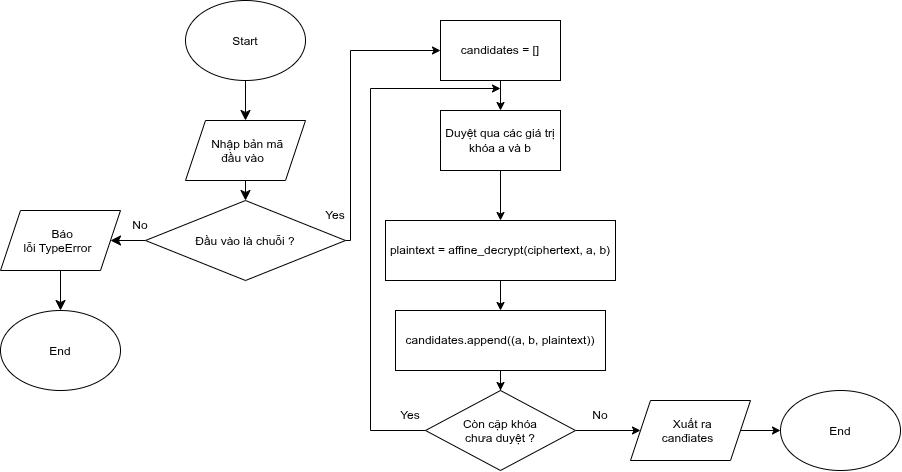 Start
Nhập bản mã
đầu vào
Đầu vào là chuỗi ?
No
Yes
Báo
lỗi TypeError
End
candidates = []
Duyệt qua các giá trị
khóa a và b
plaintext = affine_decrypt(ciphertext, a, b)
candidates.append((a, b, plaintext))
Còn cặp khóa
chưa duyệt ?
Yes
No
Xuất ra
canđiates
End